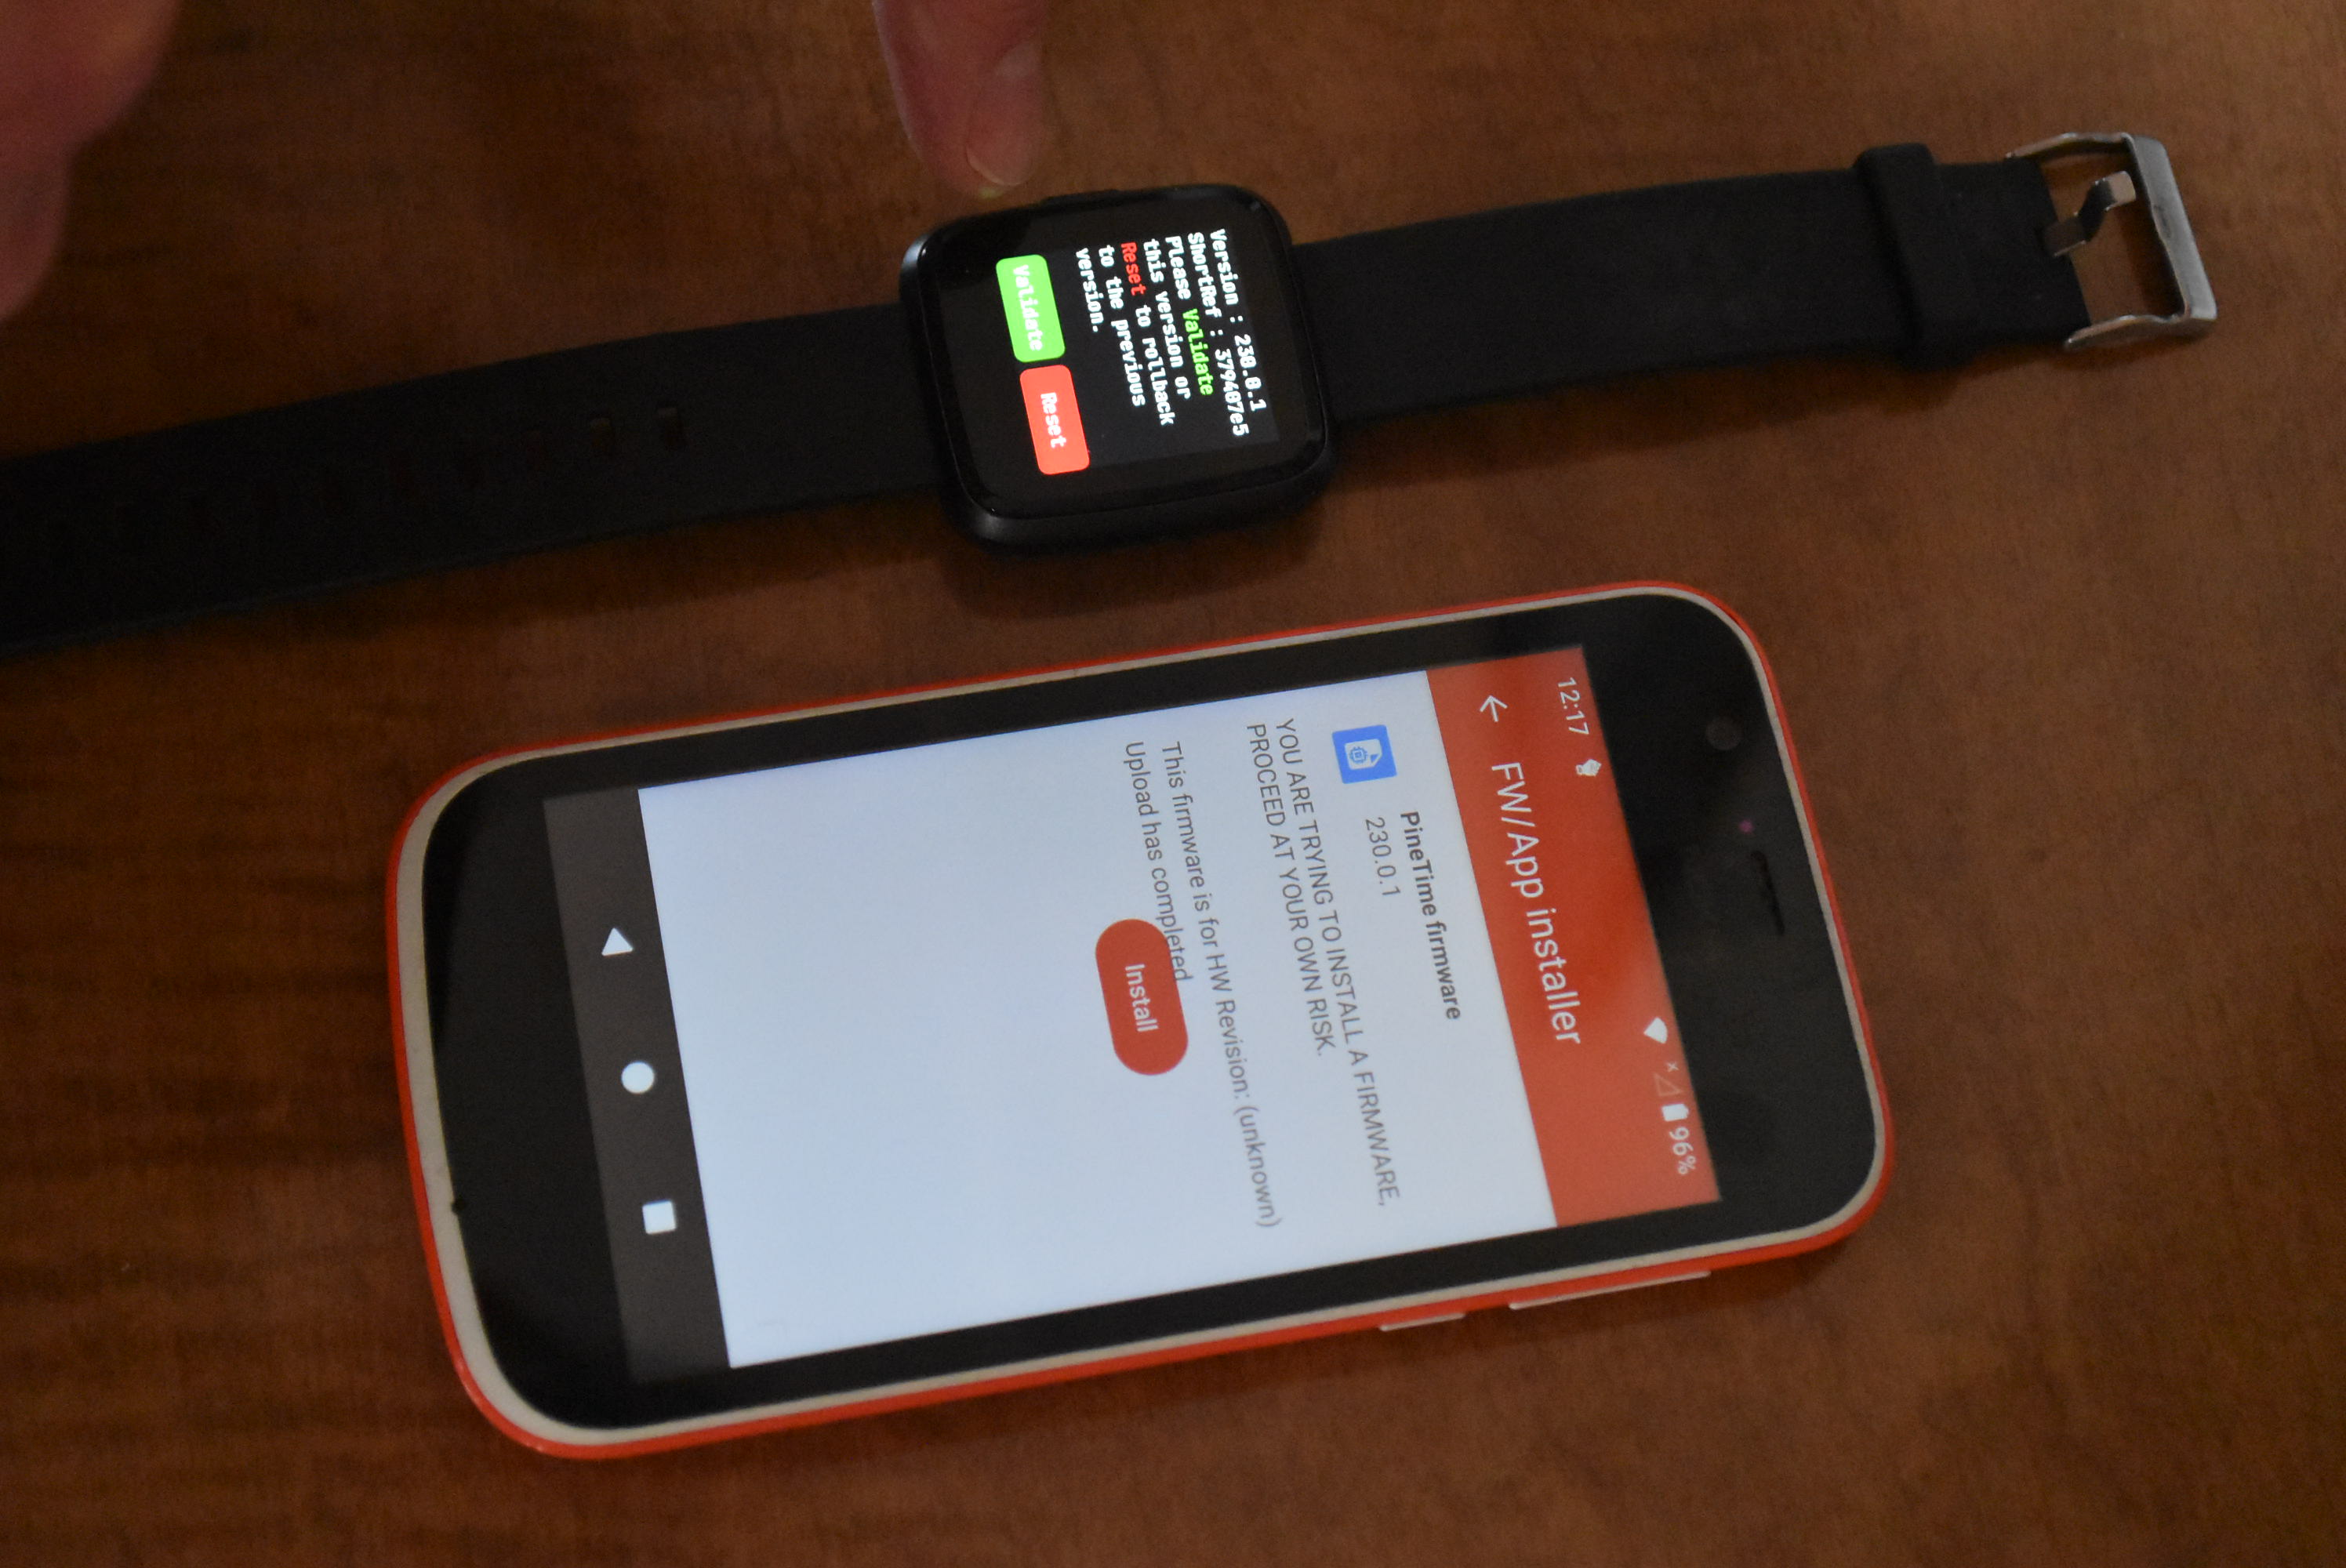 Version : 230.0.1
ShortRef : 379407e5
Please Validate
this version or
Reset to rollback
to the previous
version.
Validate
Reset
12:17
96%
FW/App installer
PineTime firmware
230.0.1
YOU ARE TRYING TO INSTALL A FIRMWARE,
PROCEED AT YOUR OWN RISK.
This firmware is for HW Revision: (unknown)
Upload has completed
Install